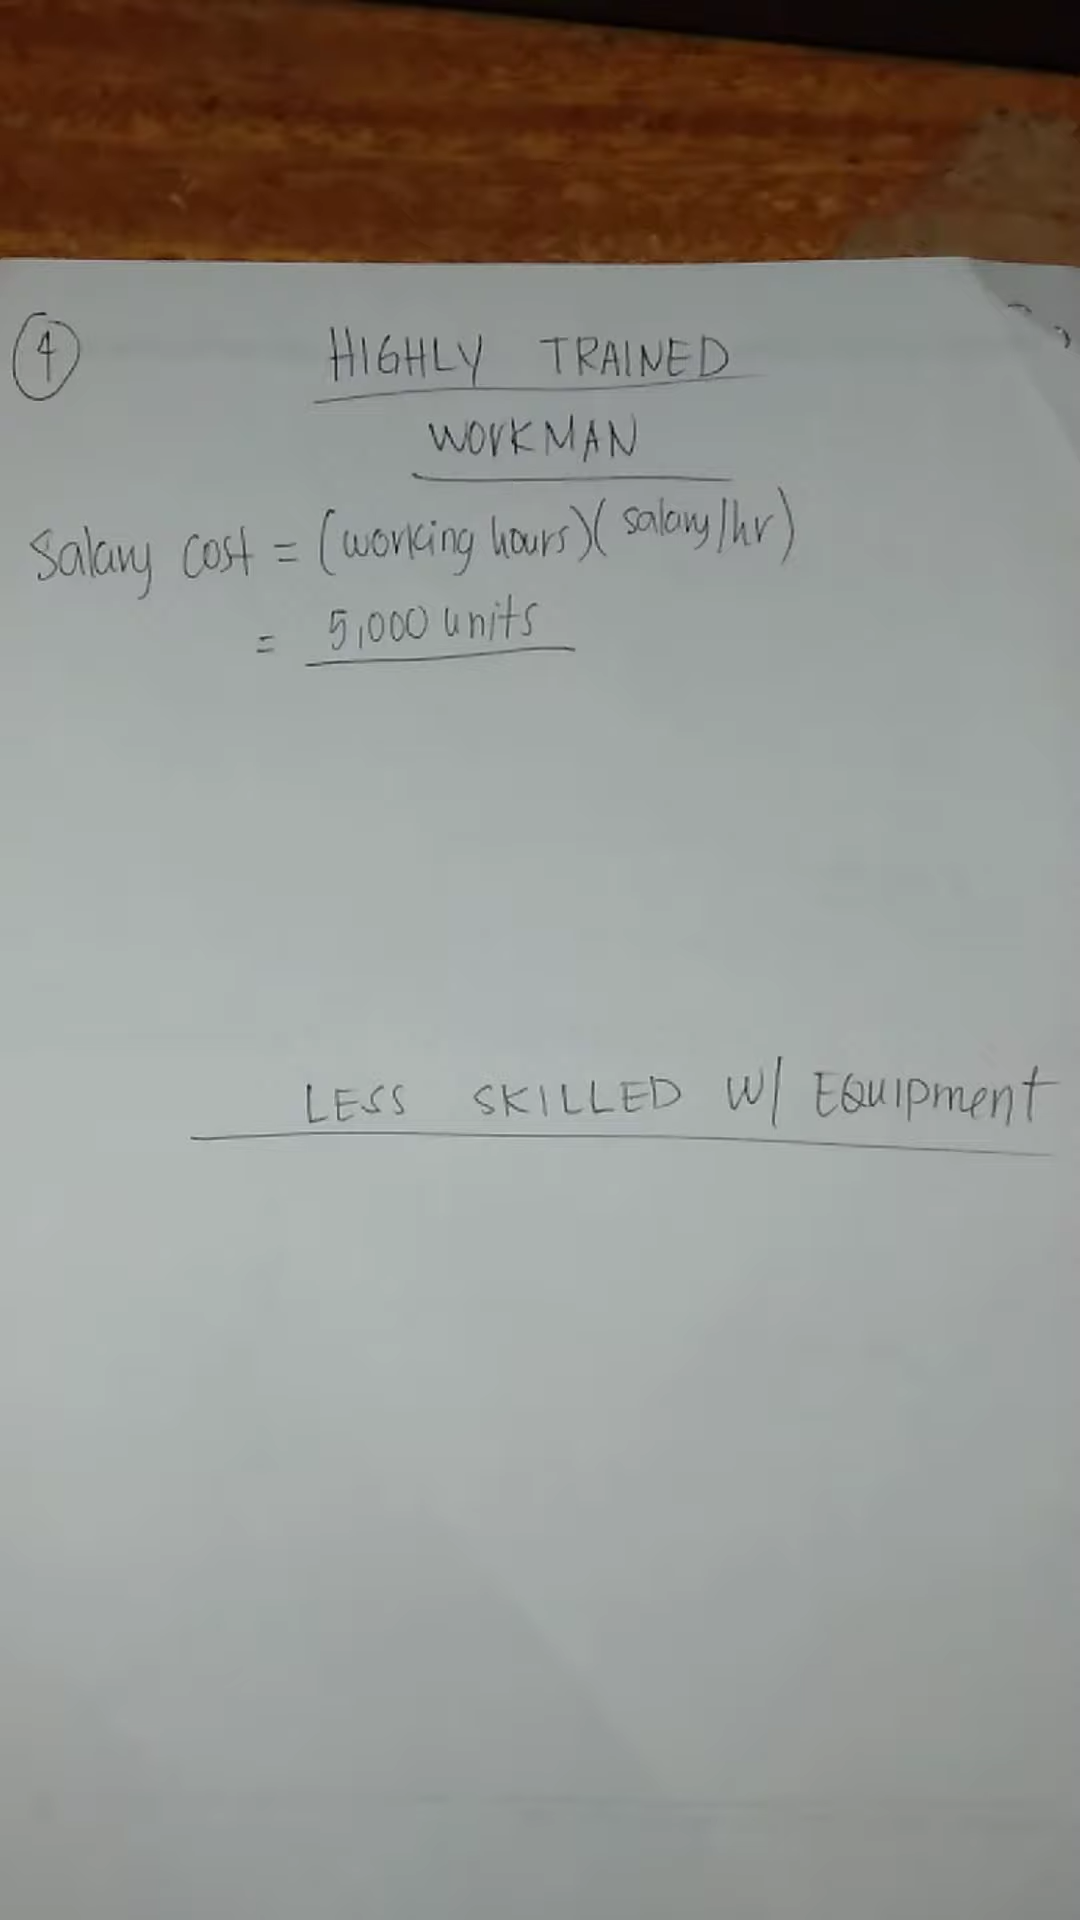 4
HIGHLY TRAINED
WORKMAN
Salary cost = (working hours)(salary/hr)
= 5,000 units
LESS SKILLED W/ EQUIPMENT